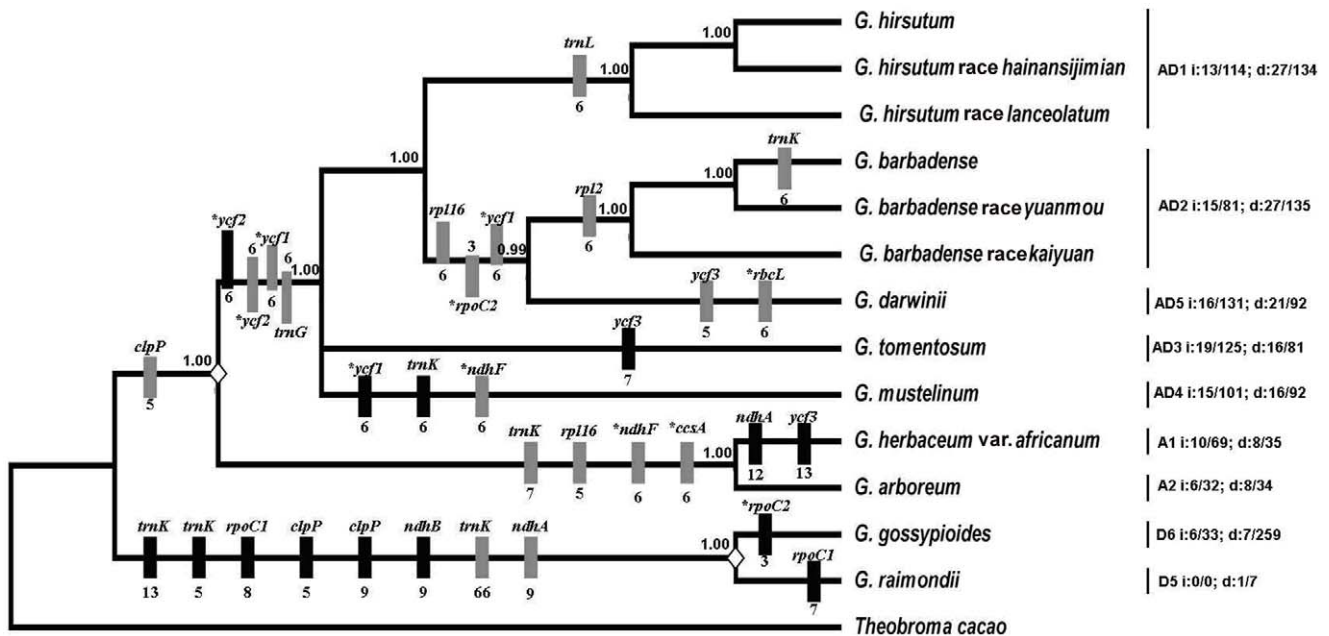 1.00 G. hirsutum
trnL
1.00
6
G. hirsutum race hainansijimian
AD1 i:13/114; d:27/134
G. hirsutum race lanceolatum
1.00
trnK
1.00 G. barbadense
6
rpl2
1.00
6
G. barbadense race yuanmou
AD2 i:15/81; d:27/135
*ycf2
*ycf1
6 6
1.00
6 6
*ycf2
trnG
rpl16
3
*ycf1
0.99
6 6
*rpoC2
G. barbadense race kaiyuan
ycf3 *rbcL
G. darwinii
AD5 i:16/131; d:21/92
5 6
ycf3
G. tomentosum
AD3 i:19/125; d:16/81
7
clpP
1.00
5
*ycf1 trnK *ndhF
G. mustelinum
AD4 i:15/101; d:16/92
6 6 6
ndhA ycf3
G. herbaceum var. africanum
A1 i:10/69; d:8/35
12 13
trnK rpl16 *ndhF *ccsA
1.00
7 5 6 6
G. arboreum
A2 i:6/32; d:8/34
*rpoC2
G. gossypioides
D6 i:6/33; d:7/259
3
trnK trnK rpoC1 clpP clpP ndhB trnK ndhA
1.00
13 5 8 5 9 9 66 9
rpoC1
G. raimondii
D5 i:0/0; d:1/7
7
Theobroma cacao